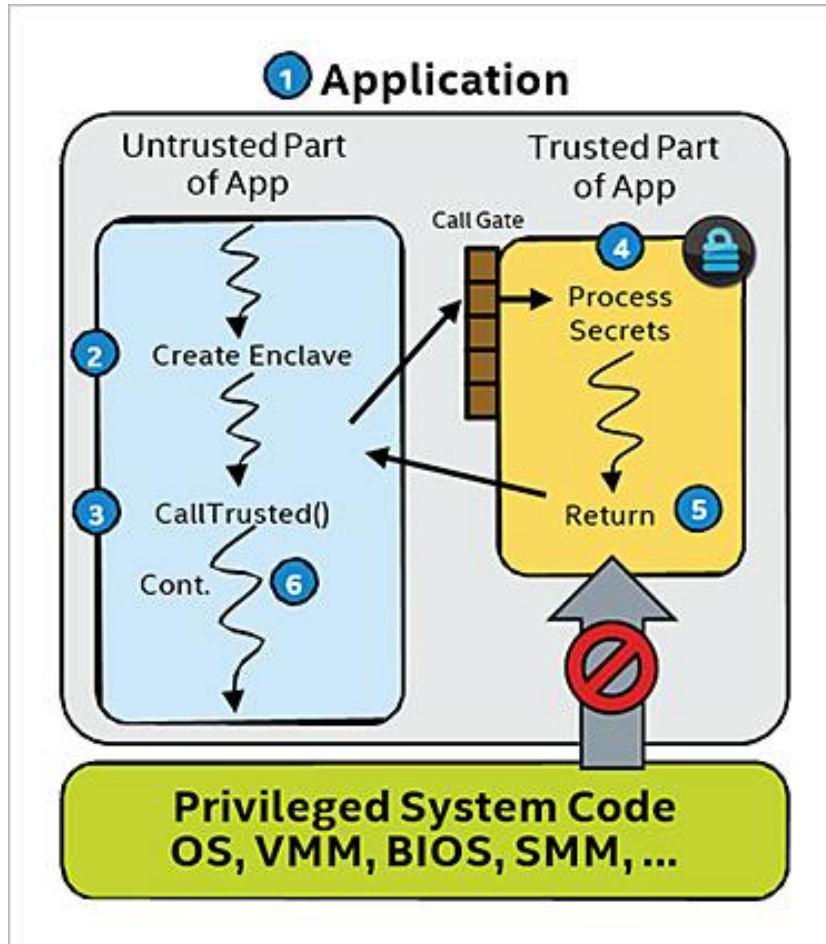 1 Application
Untrusted Part
of App
Trusted Part
of App
Call Gate
4
Process
Secrets
2 Create Enclave
3 CallTrusted()
Return 5
Cont. 6
Privileged System Code
OS, VMM, BIOS, SMM, ...